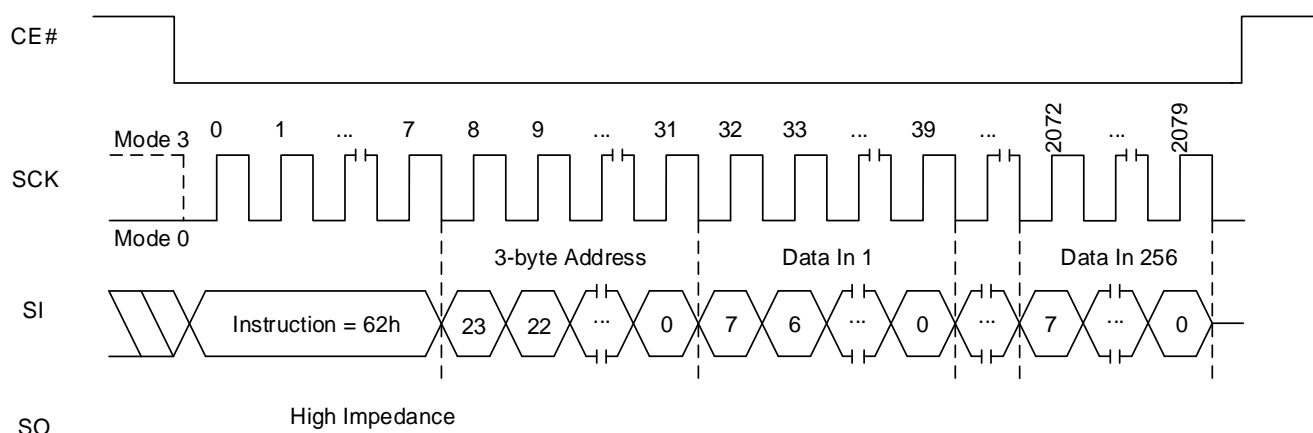 CE#
Mode 3 0 1 ... 7 8 9 ... 31 32 33 ... 39 ... 2072 ... 2079
SCK
Mode 0
3-byte Address Data In 1 Data In 256
SI Instruction = 62h 23 22 ... 0 7 6 ... 0 ... 7 ... 0
High Impedance
SO